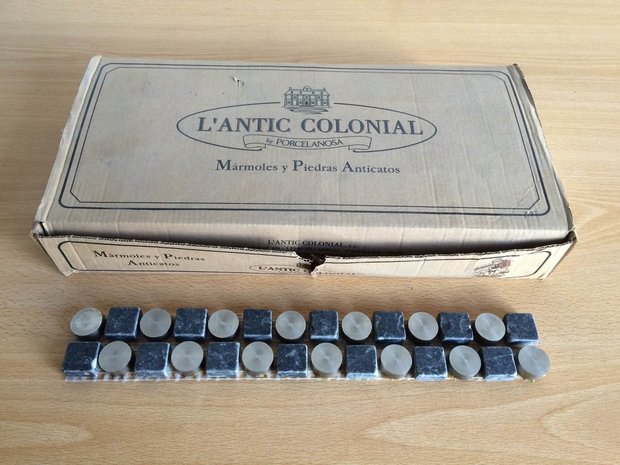 L'ANTIC COLONIAL
by PORCELANOSA
Mármoles y Piedras Anticatos
L'ANTIC COLONIAL
Mármoles y Piedras
Anticatos
L'ANTIC COLONIAL